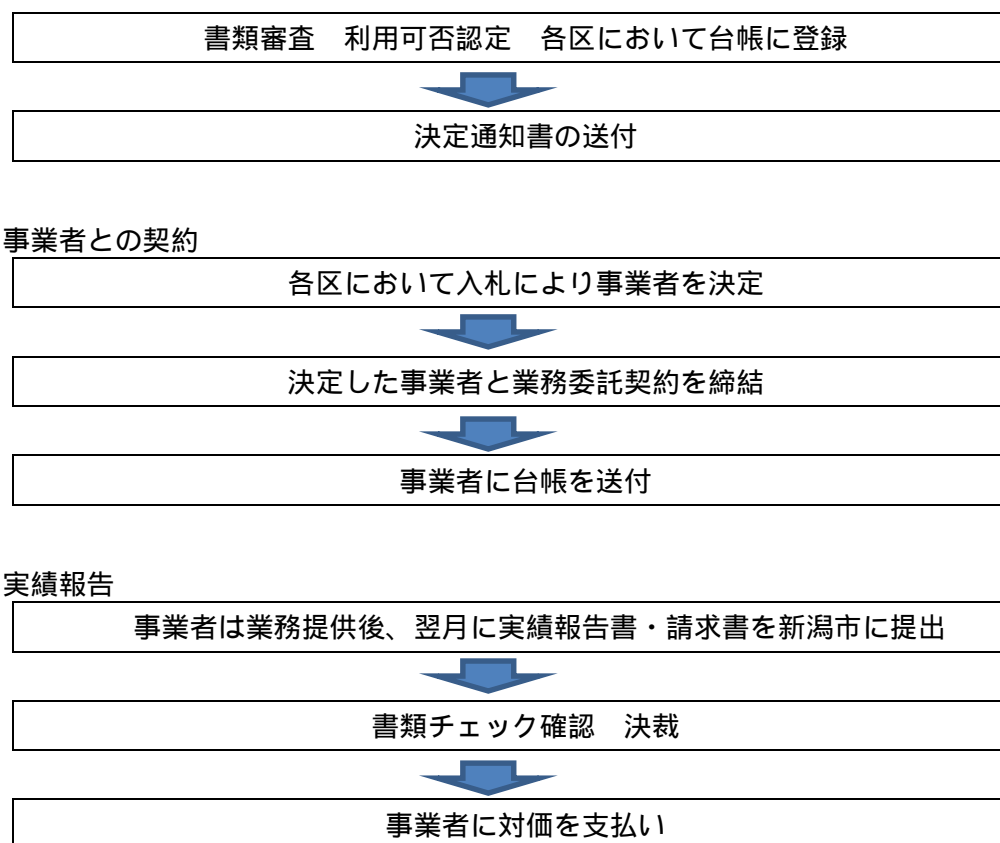 書類審査　利用可否認定　各区において台帳に登録
決定通知書の送付
事業者との契約
各区において入札により事業者を決定
決定した事業者と業務委託契約を締結
事業者に台帳を送付
実績報告
事業者は業務提供後、翌月に実績報告書・請求書を新潟市に提出
書類チェック確認　決裁
事業者に対価を支払い